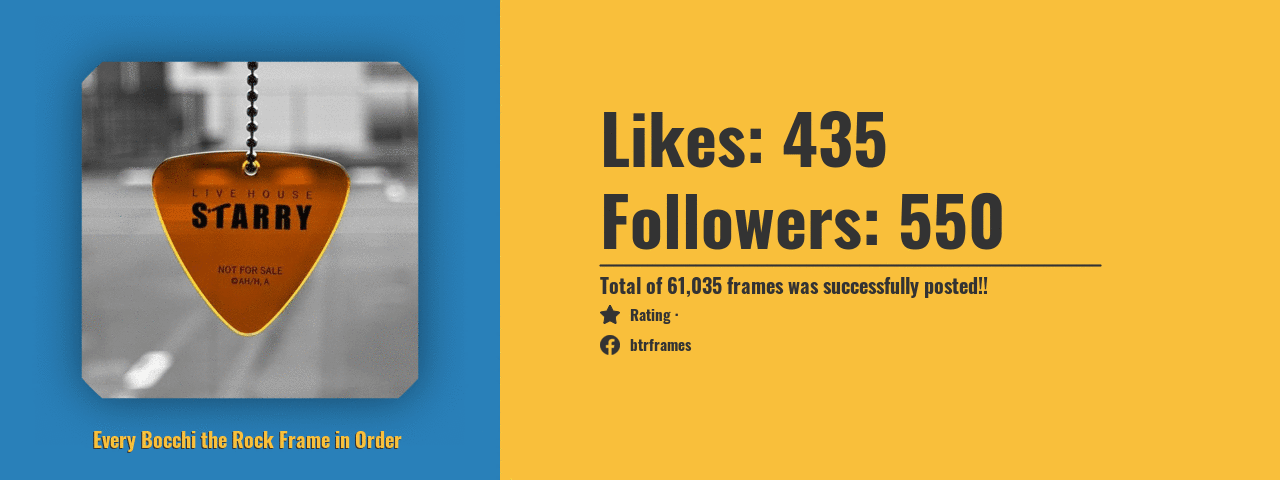 LIVE HOUSE
STARRY
NOT FOR SALE
©AH/H, A
Every Bocchi the Rock Frame in Order
Likes: 435
Followers: 550
Total of 61,035 frames was successfully posted!!
Rating ·
btrframes